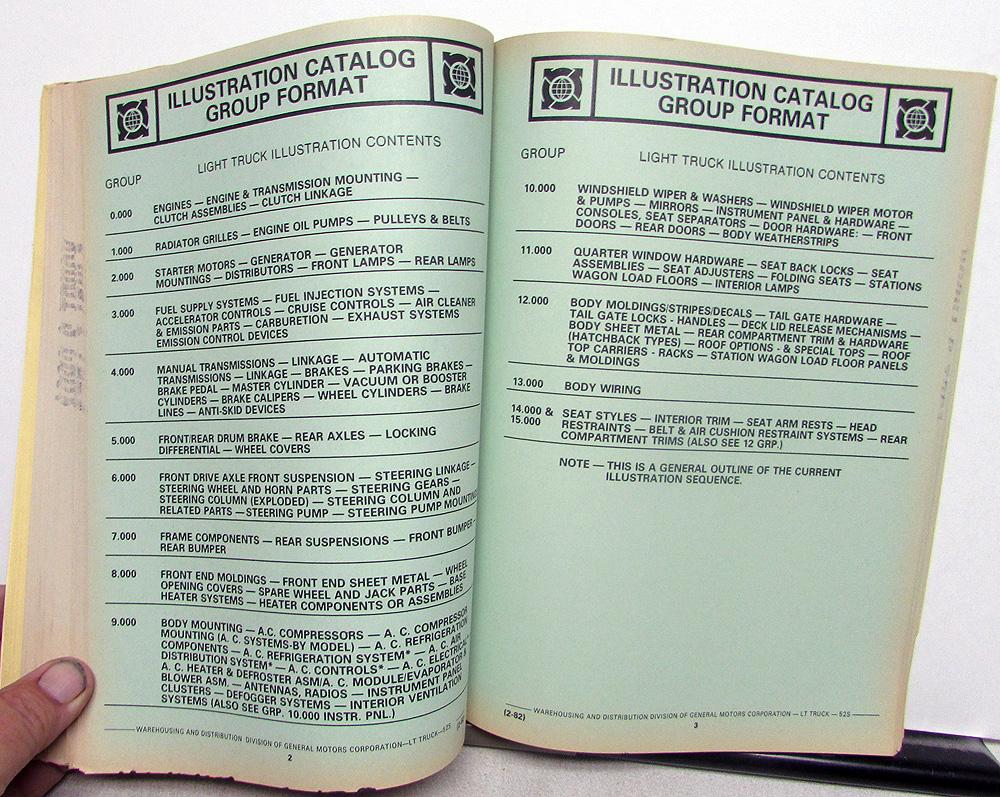 ILLUSTRATION CATALOG
GROUP FORMAT
LIGHT TRUCK ILLUSTRATION CONTENTS
GROUP
0.000 ENGINES — ENGINE & TRANSMISSION MOUNTING —
CLUTCH ASSEMBLIES — CLUTCH LINKAGE
1.000 RADIATOR GRILLES — ENGINE OIL PUMPS — PULLEYS & BELTS
2.000 STARTER MOTORS — GENERATOR — GENERATOR
MOUNTINGS — DISTRIBUTORS — FRONT LAMPS — REAR LAMPS
3.000 FUEL SUPPLY SYSTEMS — FUEL INJECTION SYSTEMS —
ACCELERATOR CONTROLS — CRUISE CONTROLS — AIR CLEANER
& EMISSION PARTS — CARBURETION — EXHAUST SYSTEMS
EMISSION CONTROL DEVICES
4.000 MANUAL TRANSMISSIONS — LINKAGE — AUTOMATIC
TRANSMISSIONS — LINKAGE — BRAKES — PARKING BRAKES —
BRAKE PEDAL — MASTER CYLINDER — VACUUM OR BOOSTER
CYLINDERS — BRAKE CALIPERS — WHEEL CYLINDERS — BRAKE
LINES — ANTI-SKID DEVICES
5.000 FRONT/REAR DRUM BRAKE — REAR AXLES — LOCKING
DIFFERENTIAL — WHEEL COVERS
6.000 FRONT DRIVE AXLE FRONT SUSPENSION — STEERING LINKAGE —
STEERING WHEEL AND HORN PARTS — STEERING GEARS —
STEERING COLUMN (EXPLODED) — STEERING COLUMN AND
RELATED PARTS — STEERING PUMP — STEERING PUMP MOUNTING
7.000 FRAME COMPONENTS — REAR SUSPENSIONS — FRONT BUMPER —
REAR BUMPER
8.000 FRONT END MOLDINGS — FRONT END SHEET METAL — WHEEL
OPENING COVERS — SPARE WHEEL AND JACK PARTS — BASE
HEATER SYSTEMS — HEATER COMPONENTS OR ASSEMBLIES
9.000 BODY MOUNTING — A.C. COMPRESSORS — A. C. COMPRESSOR
MOUNTING (A. C. SYSTEMS-BY MODEL) — A. C. REFRIGERATION
COMPONENTS — A. C. REFRIGERATION SYSTEM* — A. C. AIR
DISTRIBUTION SYSTEM* — A. C. CONTROLS* — A. C. ELECTRICAL*
A. C. HEATER & DEFROSTER ASM/A. C. MODULE/EVAPORATOR &
BLOWER ASM. — ANTENNAS, RADIOS — INSTRUMENT PANEL
CLUSTERS — DEFOGGER SYSTEMS — INTERIOR VENTILATION
SYSTEMS (ALSO SEE GRP. 10.000 INSTR. PNL.)
WAREHOUSING AND DISTRIBUTION DIVISION OF GENERAL MOTORS CORPORATION—LT TRUCK—52S
2
ILLUSTRATION CATALOG
GROUP FORMAT
GROUP LIGHT TRUCK ILLUSTRATION CONTENTS
10.000 WINDSHIELD WIPER & WASHERS — WINDSHIELD WIPER MOTOR
& PUMPS — MIRRORS — INSTRUMENT PANEL & HARDWARE —
CONSOLES, SEAT SEPARATORS — DOOR HARDWARE: — FRONT
DOORS — REAR DOORS — BODY WEATHERSTRIPS
11.000 QUARTER WINDOW HARDWARE — SEAT BACK LOCKS — SEAT
ASSEMBLIES — SEAT ADJUSTERS — FOLDING SEATS — STATIONS
WAGON LOAD FLOORS — INTERIOR LAMPS
12.000 BODY MOLDINGS/STRIPES/DECALS — TAIL GATE HARDWARE —
TAIL GATE LOCKS - HANDLES — DECK LID RELEASE MECHANISMS —
BODY SHEET METAL — REAR COMPARTMENT TRIM & HARDWARE
(HATCHBACK TYPES) — ROOF OPTIONS - & SPECIAL TOPS — ROOF
TOP CARRIERS - RACKS — STATION WAGON LOAD FLOOR PANELS
& MOLDINGS
13.000 BODY WIRING
14.000 & SEAT STYLES — INTERIOR TRIM — SEAT ARM RESTS — HEAD
15.000 RESTRAINTS — BELT & AIR CUSHION RESTRAINT SYSTEMS — REAR
COMPARTMENT TRIMS (ALSO SEE 12 GRP.)
NOTE — THIS IS A GENERAL OUTLINE OF THE CURRENT
ILLUSTRATION SEQUENCE.
(2-82) WAREHOUSING AND DISTRIBUTION DIVISION OF GENERAL MOTORS CORPORATION — LT TRUCK — 52S
3